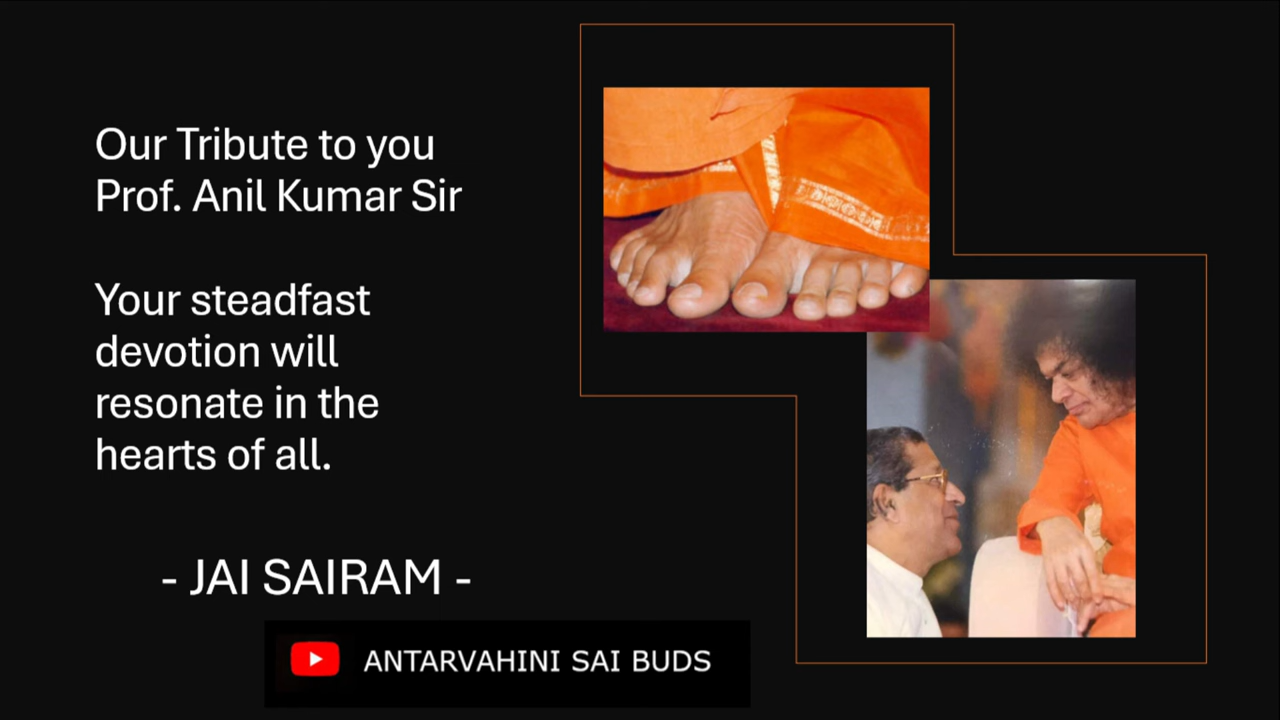 Our Tribute to you
Prof. Anil Kumar Sir
Your steadfast
devotion will
resonate in the
hearts of all.
- JAI SAIRAM -
ANTARVAHINI SAI BUDS